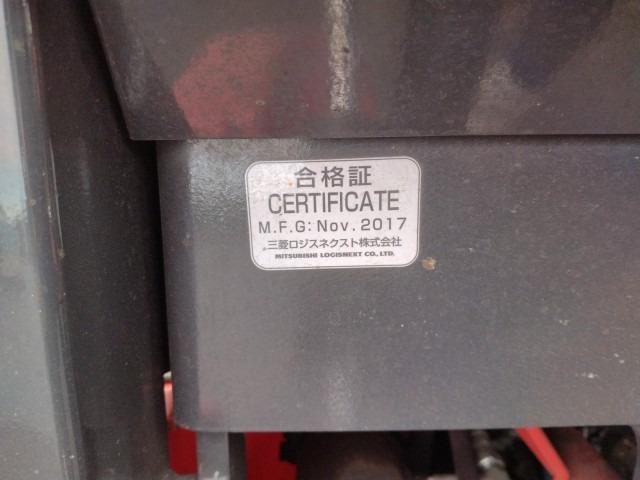 合格証
CERTIFICATE
M.F.G: Nov. 2017
三菱ロジスネクスト株式会社
MITSUBISHI LOGISNEXT CO., LTD.